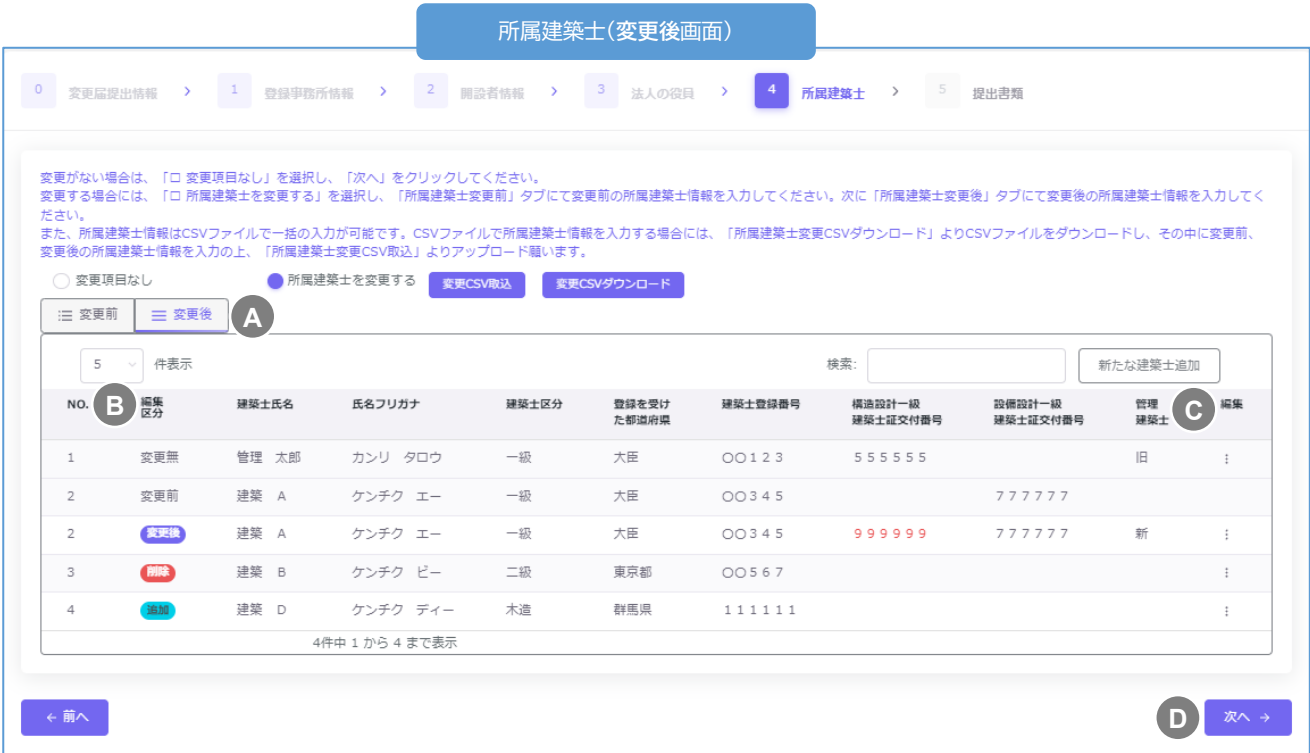 所属建築士（変更後画面）
0 変更届提出情報 > 1 登録事務所情報 > 2 開設者情報 > 3 法人の役員 > 4 所属建築士 > 5 提出書類
変更がない場合は、「□ 変更項目なし」を選択し、「次へ」をクリックしてください。
変更する場合には、「□ 所属建築士を変更する」を選択し、「所属建築士変更前」タブにて変更前の所属建築士情報を入力してください。次に「所属建築士変更後」タブにて変更後の所属建築士情報を入力してく
ださい。
また、所属建築士情報はCSVファイルで一括の入力が可能です。CSVファイルで所属建築士情報を入力する場合には、「所属建築士変更CSVダウンロード」よりCSVファイルをダウンロードし、その中に変更前、
変更後の所属建築士情報を入力の上、「所属建築士変更CSV取込」よりアップロード願います。
変更項目なし 所属建築士を変更する 変更CSV取込 変更CSVダウンロード
変更前 変更後 A
5 件表示 検索: 新たな建築士追加
NO. B 編集区分 建築士氏名 氏名フリガナ 建築士区分 登録を受けた都道府県 建築士登録番号 構造設計一級建築士証交付番号 設備設計一級建築士証交付番号 管理建築士 C 編集
1 変更無 管理 太郎 カンリ タロウ 一級 大臣 〇〇１２３ ５５５５５５ 旧 ⋮
2 変更前 建築 A ケンチク エー 一級 大臣 〇〇３４５ ７７７７７７
2 変更後 建築 A ケンチク エー 一級 大臣 〇〇３４５ ９９９９９９ ７７７７７７ 新 ⋮
3 削除 建築 B ケンチク ビー 二級 東京都 〇〇５６７ ⋮
4 追加 建築 D ケンチク ディー 木造 群馬県 １１１１１１ ⋮
4件中 1 から 4 まで表示
← 前へ D 次へ →